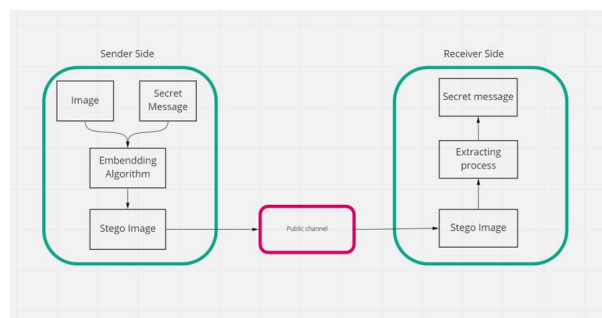 Sender Side
Receiver Side
Image
Secret
Message
Embendding
Algorithm
Stego Image
Public channel
Secret message
Extracting
process
Stego Image